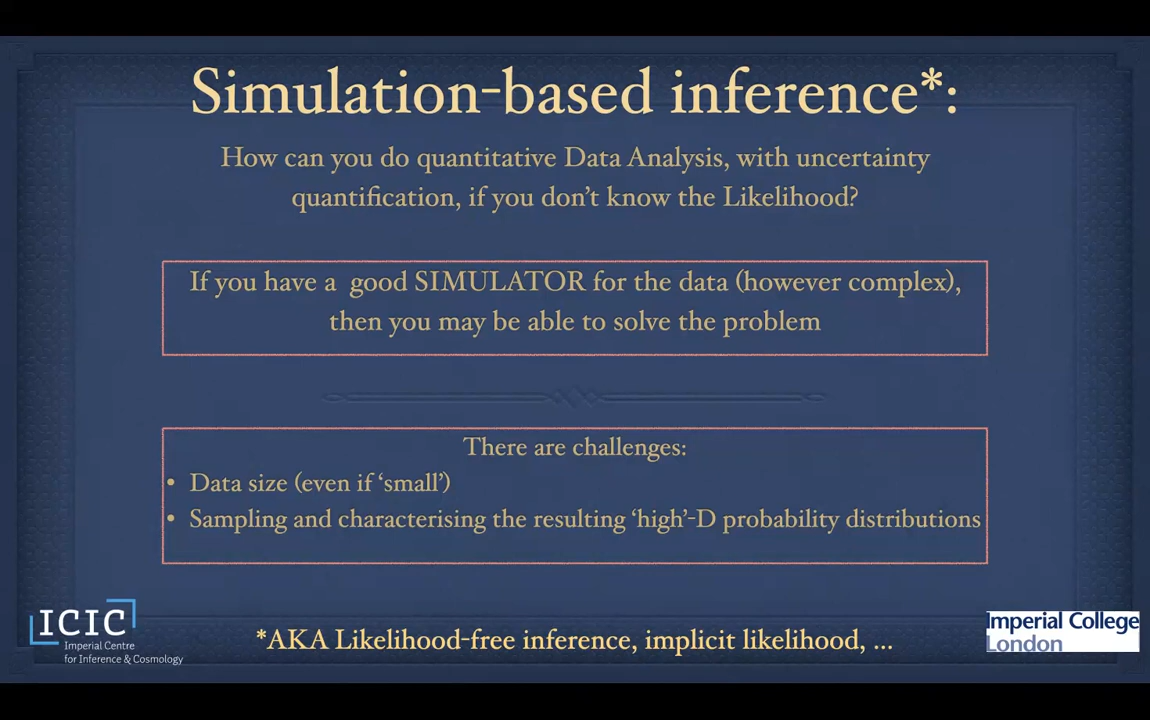 Simulation-based inference*:
How can you do quantitative Data Analysis, with uncertainty
quantification, if you don’t know the Likelihood?
If you have a  good SIMULATOR for the data (however complex),
then you may be able to solve the problem
There are challenges:
• Data size (even if ‘small’)
• Sampling and characterising the resulting ‘high’-D probability distributions
ICIC
Imperial Centre
for Inference & Cosmology
*AKA Likelihood-free inference, implicit likelihood, ...
Imperial College
London